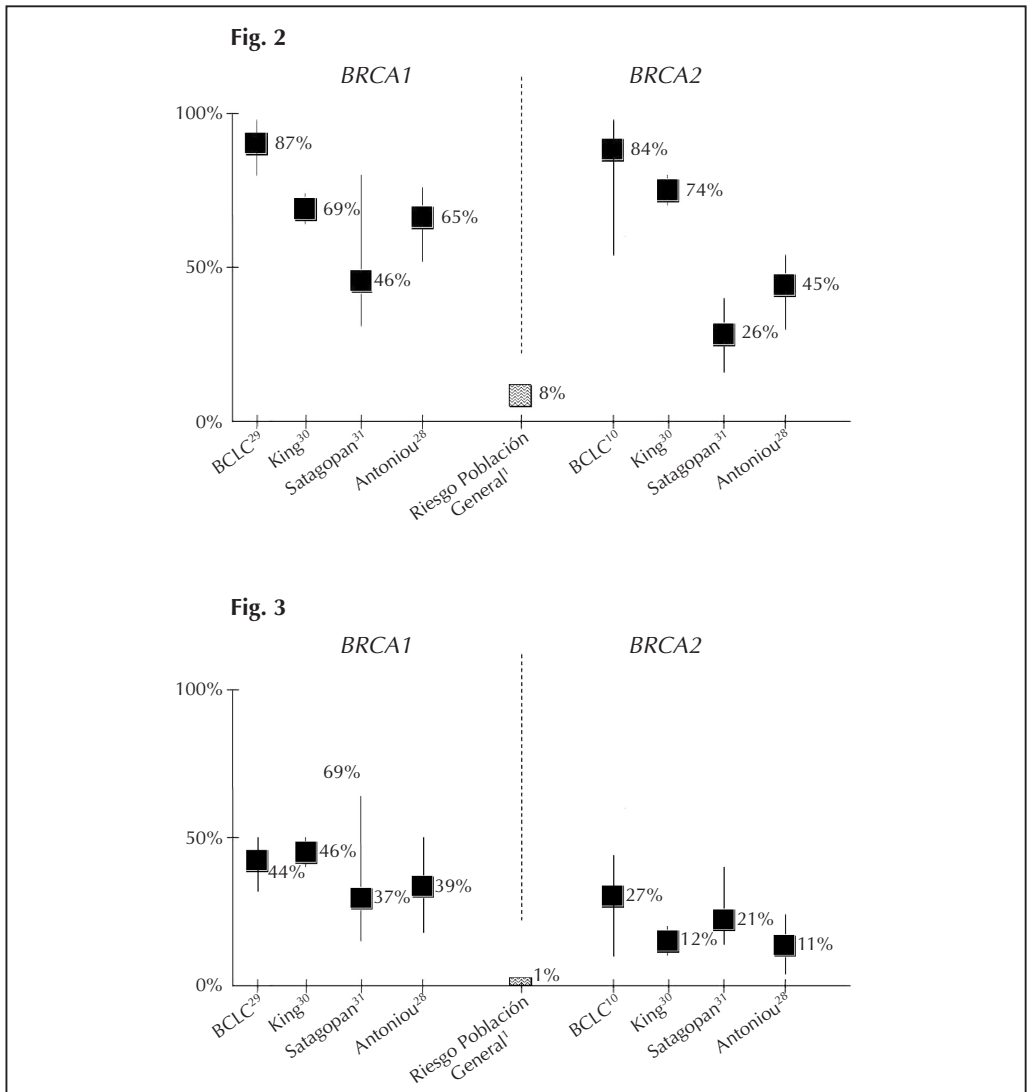 Fig. 2
BRCA1 BRCA2
100%
87%
84%
74%
69%
65%
50%
46%
45%
26%
8%
0%
BCLC29
King30
Satagopan31
Antoniou28
Riesgo Población
General1
BCLC10
King30
Satagopan31
Antoniou28
Fig. 3
BRCA1 BRCA2
100%
69%
50%
46%
44%
37%
39%
27%
12%
21%
11%
1%
0%
BCLC29
King30
Satagopan31
Antoniou28
Riesgo Población
General1
BCLC10
King30
Satagopan31
Antoniou28